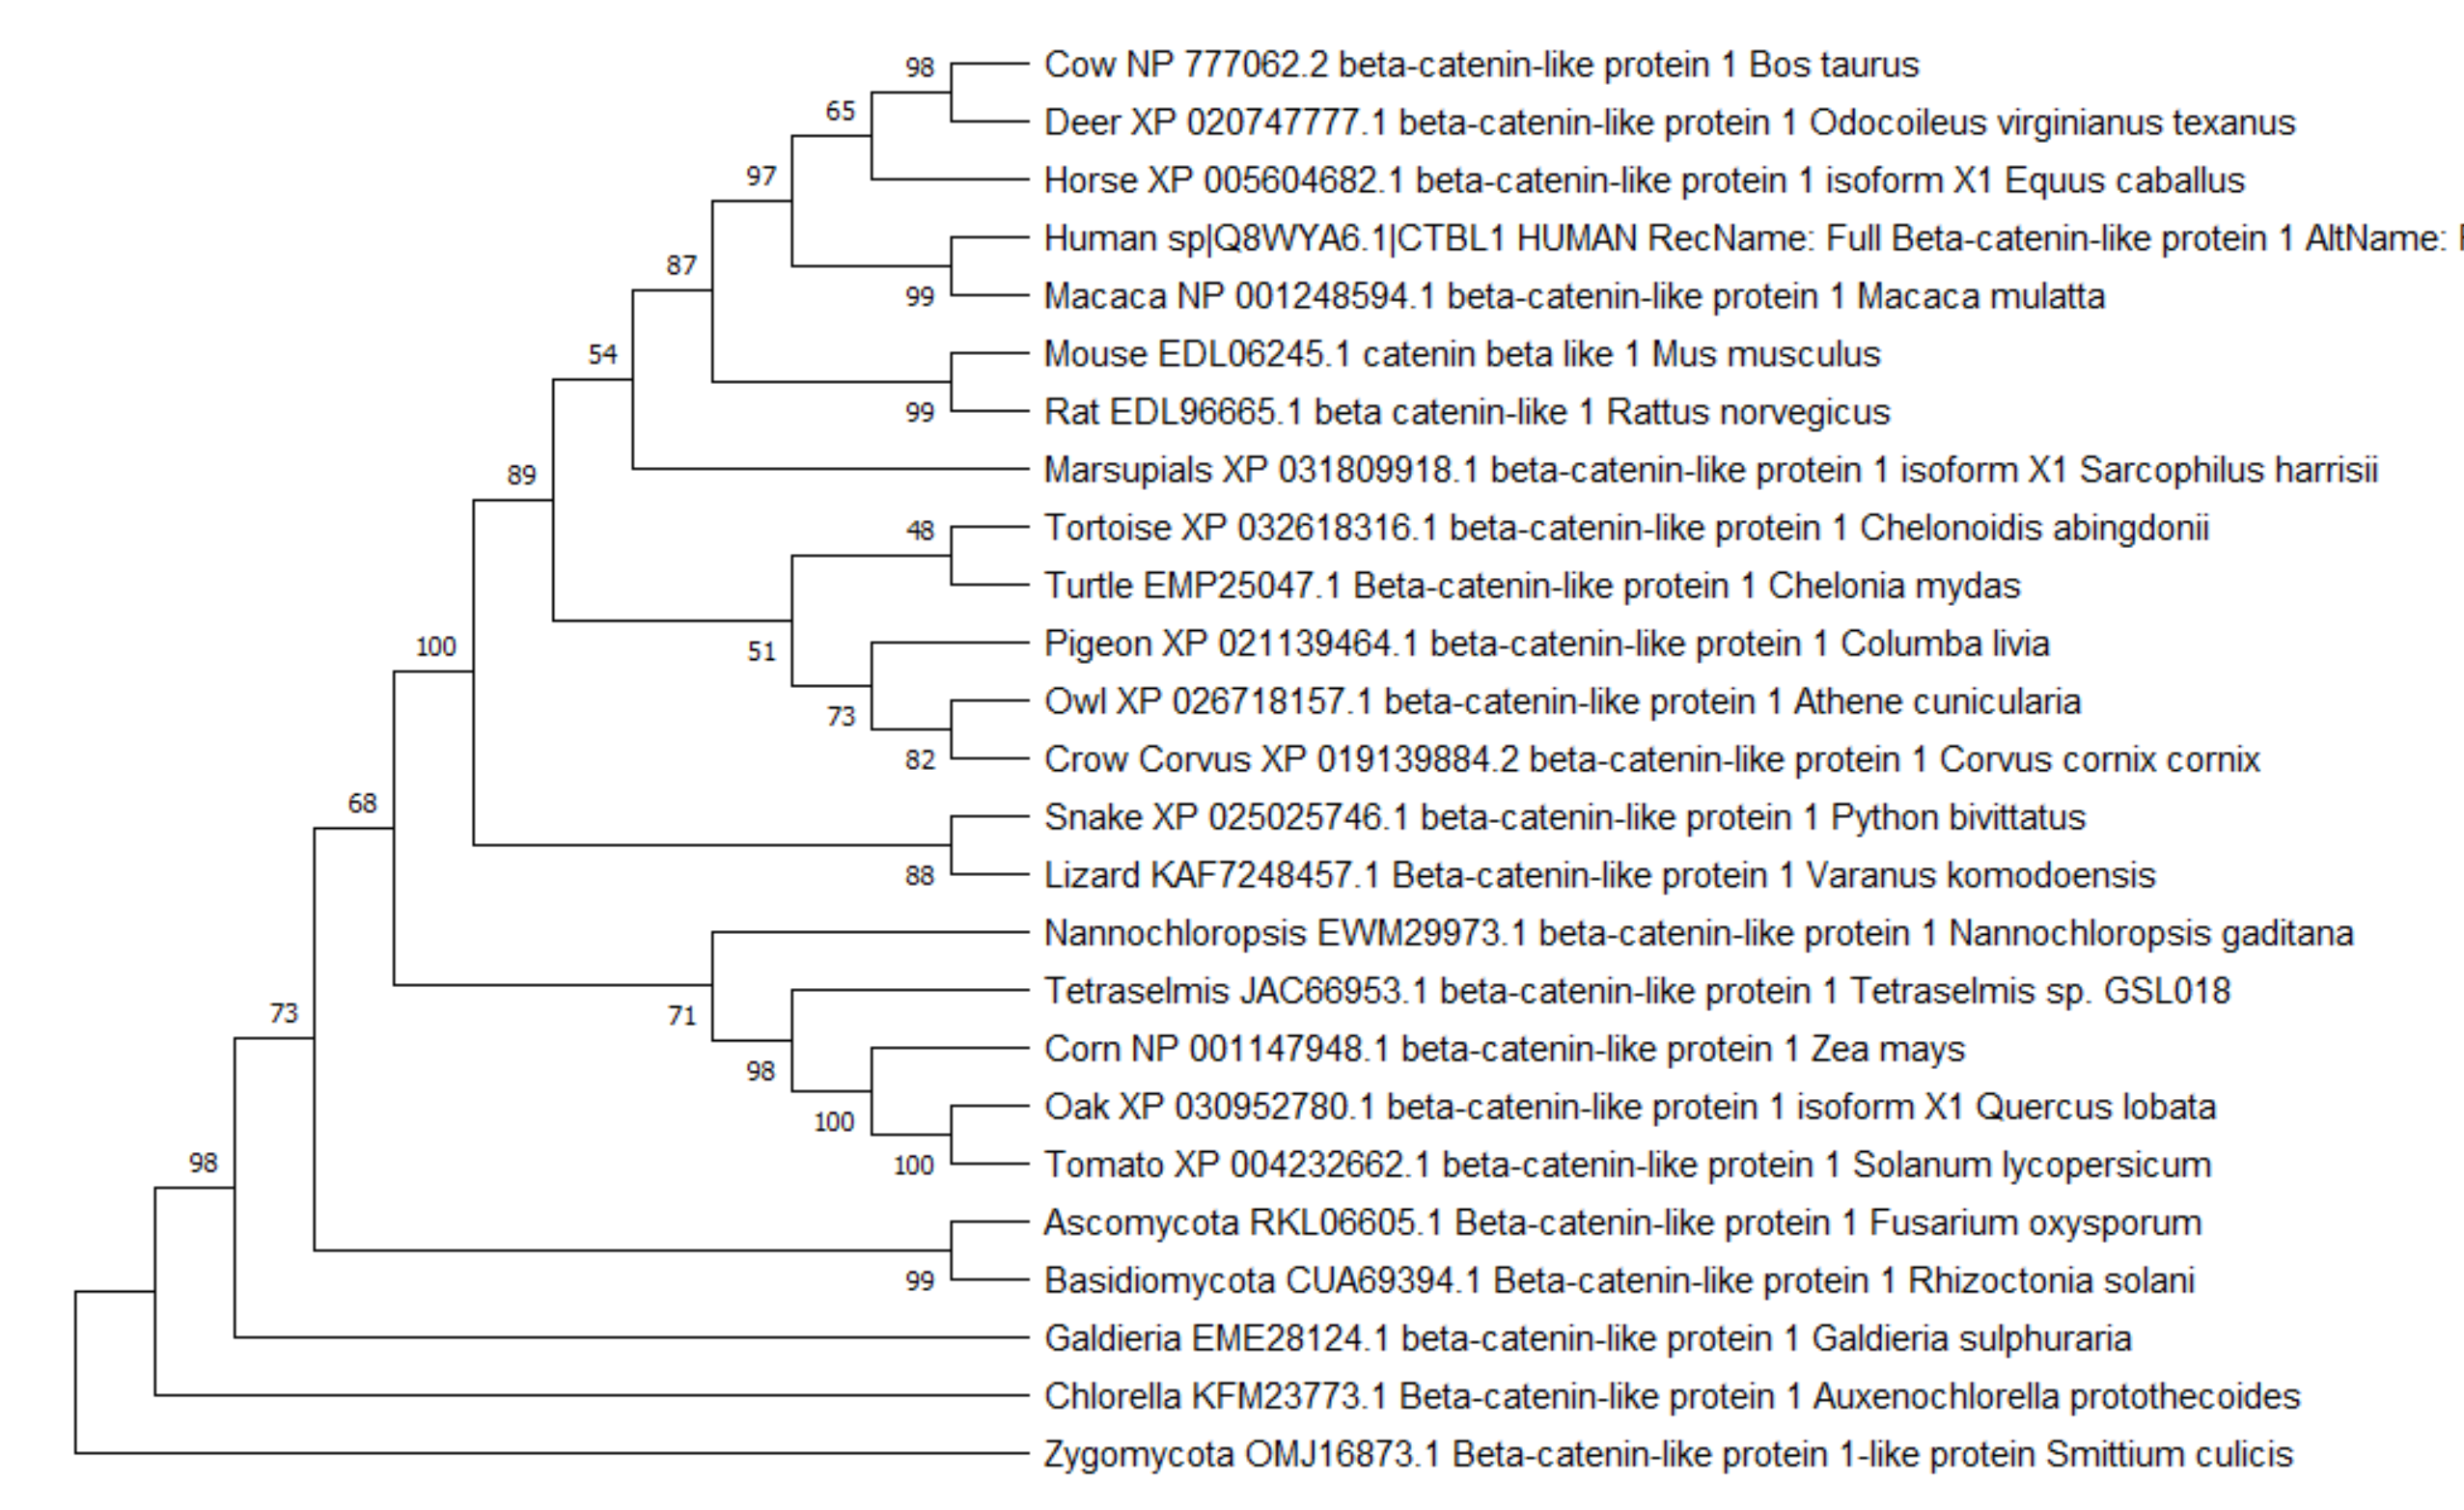 98 Cow NP 777062.2 beta-catenin-like protein 1 Bos taurus
65
Deer XP 020747777.1 beta-catenin-like protein 1 Odocoileus virginianus texanus
97 Horse XP 005604682.1 beta-catenin-like protein 1 isoform X1 Equus caballus
Human sp|Q8WYA6.1|CTBL1 HUMAN RecName: Full Beta-catenin-like protein 1 AltName:
87
99 Macaca NP 001248594.1 beta-catenin-like protein 1 Macaca mulatta
54 Mouse EDL06245.1 catenin beta like 1 Mus musculus
99 Rat EDL96665.1 beta catenin-like 1 Rattus norvegicus
89 Marsupials XP 031809918.1 beta-catenin-like protein 1 isoform X1 Sarcophilus harrisii
48 Tortoise XP 032618316.1 beta-catenin-like protein 1 Chelonoidis abingdonii
Turtle EMP25047.1 Beta-catenin-like protein 1 Chelonia mydas
100 51 Pigeon XP 021139464.1 beta-catenin-like protein 1 Columba livia
Owl XP 026718157.1 beta-catenin-like protein 1 Athene cunicularia
73
82 Crow Corvus XP 019139884.2 beta-catenin-like protein 1 Corvus cornix cornix
68
Snake XP 025025746.1 beta-catenin-like protein 1 Python bivittatus
88 Lizard KAF7248457.1 Beta-catenin-like protein 1 Varanus komodoensis
Nannochloropsis EWM29973.1 beta-catenin-like protein 1 Nannochloropsis gaditana
Tetraselmis JAC66953.1 beta-catenin-like protein 1 Tetraselmis sp. GSL018
73 71
Corn NP 001147948.1 beta-catenin-like protein 1 Zea mays
98
Oak XP 030952780.1 beta-catenin-like protein 1 isoform X1 Quercus lobata
100
98 100 Tomato XP 004232662.1 beta-catenin-like protein 1 Solanum lycopersicum
Ascomycota RKL06605.1 Beta-catenin-like protein 1 Fusarium oxysporum
99 Basidiomycota CUA69394.1 Beta-catenin-like protein 1 Rhizoctonia solani
Galdieria EME28124.1 beta-catenin-like protein 1 Galdieria sulphuraria
Chlorella KFM23773.1 Beta-catenin-like protein 1 Auxenochlorella protothecoides
Zygomycota OMJ16873.1 Beta-catenin-like protein 1-like protein Smittium culicis